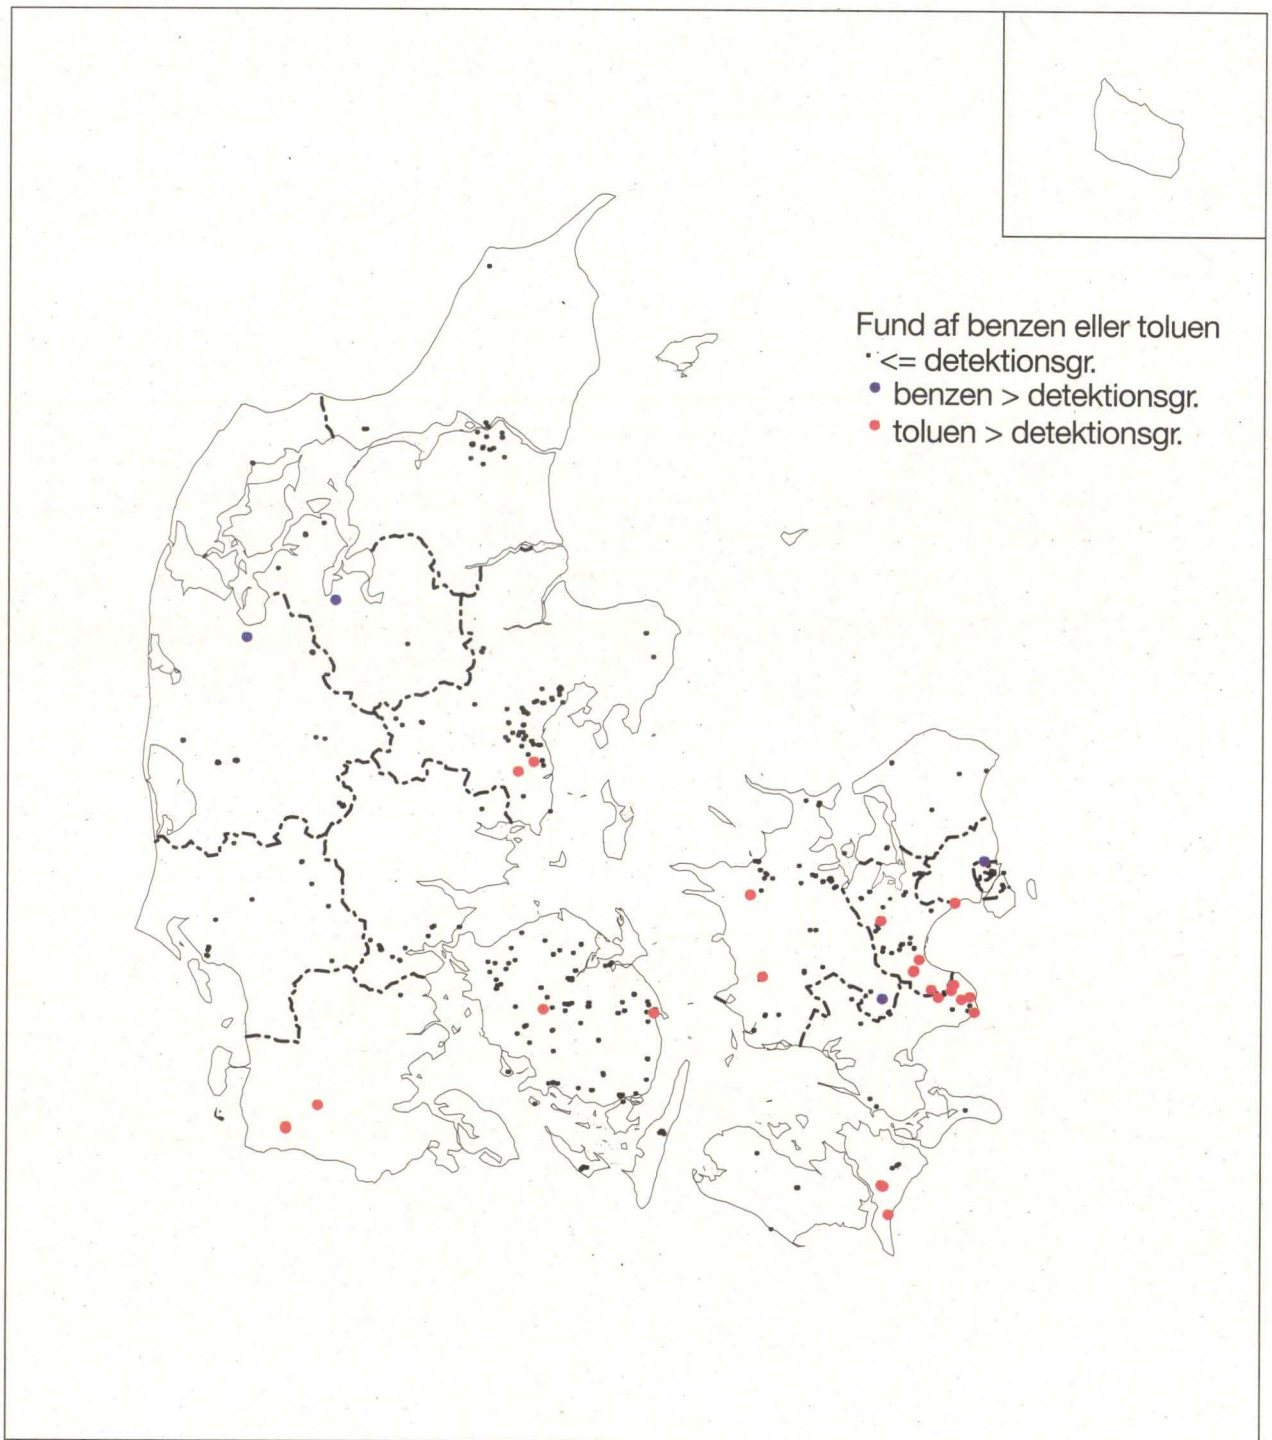 Fund af benzen eller toluen
<= detektionsgr.
benzen > detektionsgr.
toluen > detektionsgr.